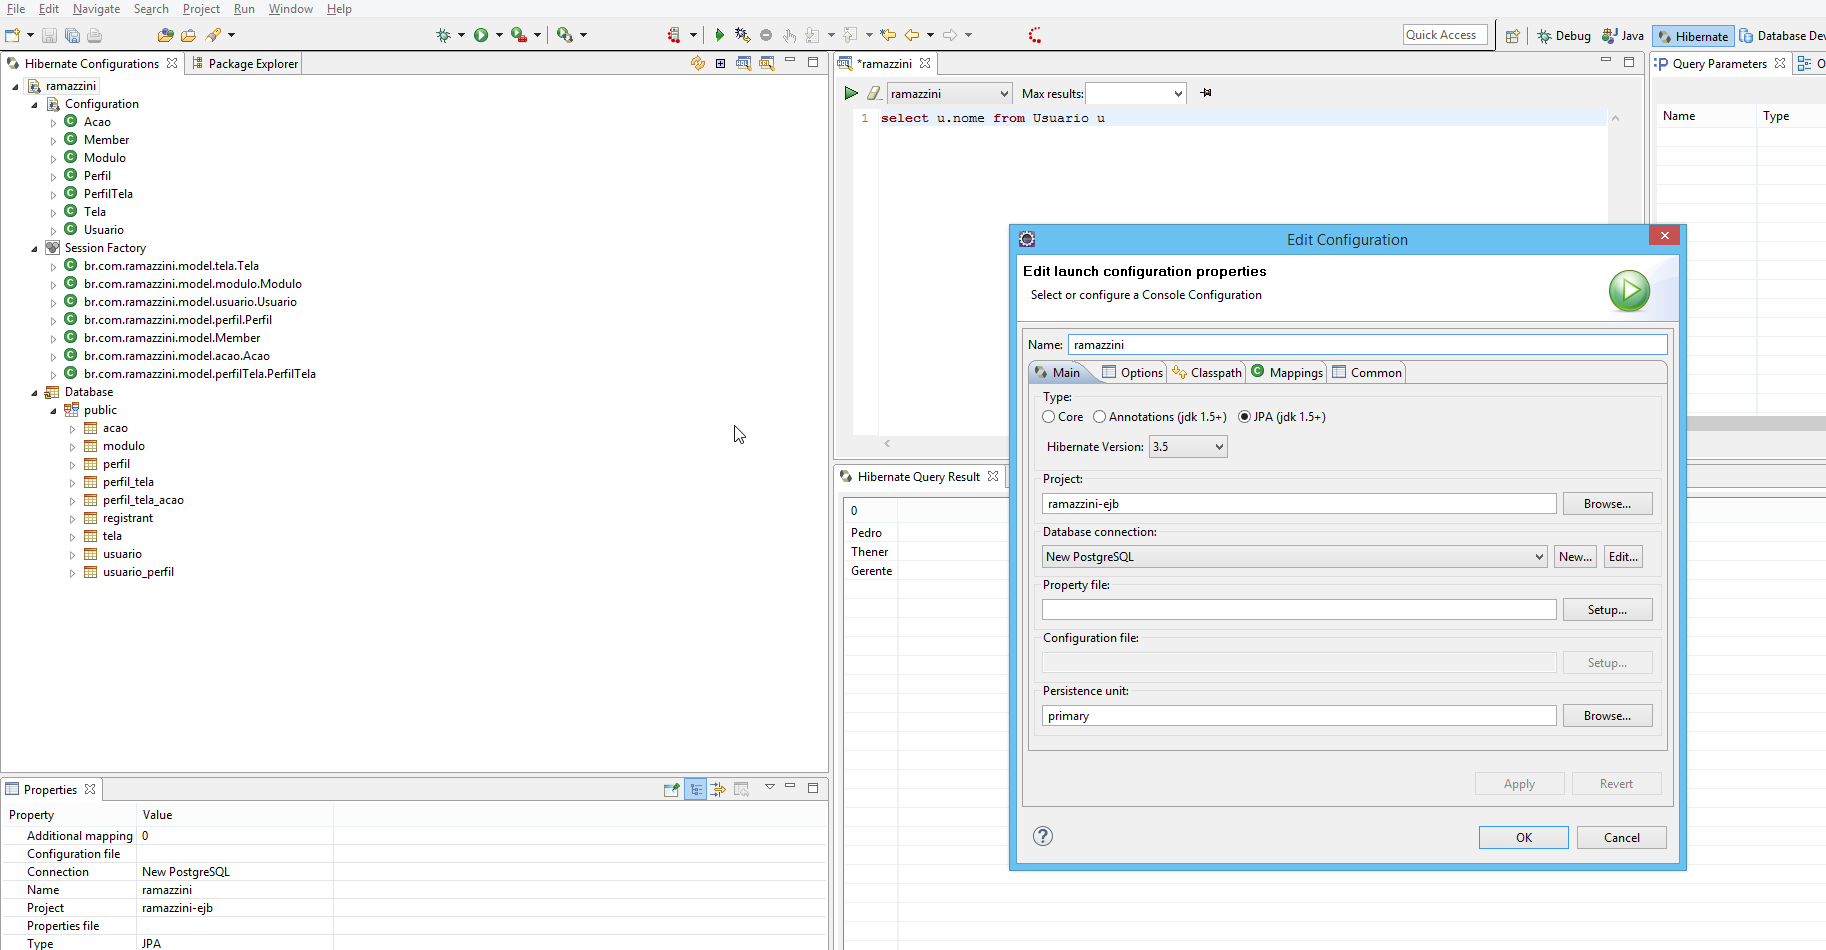 File Edit Navigate Search Project Run Window Help
Quick Access
Debug
Java
Hibernate
Database Dev
Hibernate Configurations
Package Explorer
ramazzini
Configuration
Acao
Member
Modulo
Perfil
PerfilTela
Tela
Usuario
Session Factory
br.com.ramazzini.model.tela.Tela
br.com.ramazzini.model.modulo.Modulo
br.com.ramazzini.model.usuario.Usuario
br.com.ramazzini.model.perfil.Perfil
br.com.ramazzini.model.Member
br.com.ramazzini.model.acao.Acao
br.com.ramazzini.model.perfilTela.PerfilTela
Database
public
acao
modulo
perfil
perfil_tela
perfil_tela_acao
registrant
tela
usuario
usuario_perfil
Properties
Property Value
Additional mapping 0
Configuration file
Connection New PostgreSQL
Name ramazzini
Project ramazzini-ejb
Properties file
Type JPA
*ramazzini
ramazzini Max results:
1 select u.nome from Usuario u
Query Parameters O
Name Type
Hibernate Query Result
0
Pedro
Thener
Gerente
Edit Configuration
Edit launch configuration properties
Select or configure a Console Configuration
Name: ramazzini
Main Options Classpath Mappings Common
Type:
Core Annotations (jdk 1.5+) JPA (jdk 1.5+)
Hibernate Version: 3.5
Project:
ramazzini-ejb Browse...
Database connection:
New PostgreSQL New... Edit...
Property file:
Setup...
Configuration file:
Setup...
Persistence unit:
primary Browse...
Apply Revert
OK Cancel